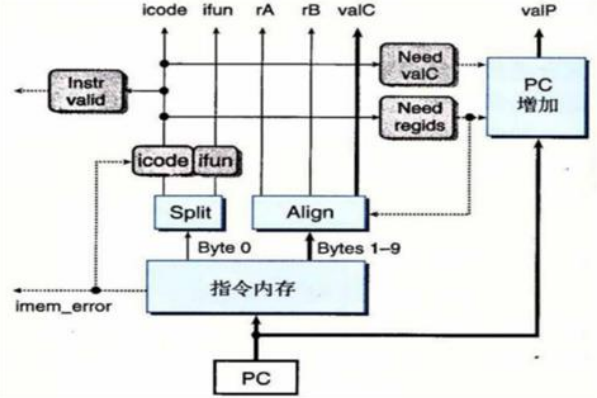 icode ifun rA rB valC valP
Need
valC
Instr
valid
PC
增加
Need
regids
icode ifun
Split
Align
Byte 0
Bytes 1–9
指令内存
imem_error
PC